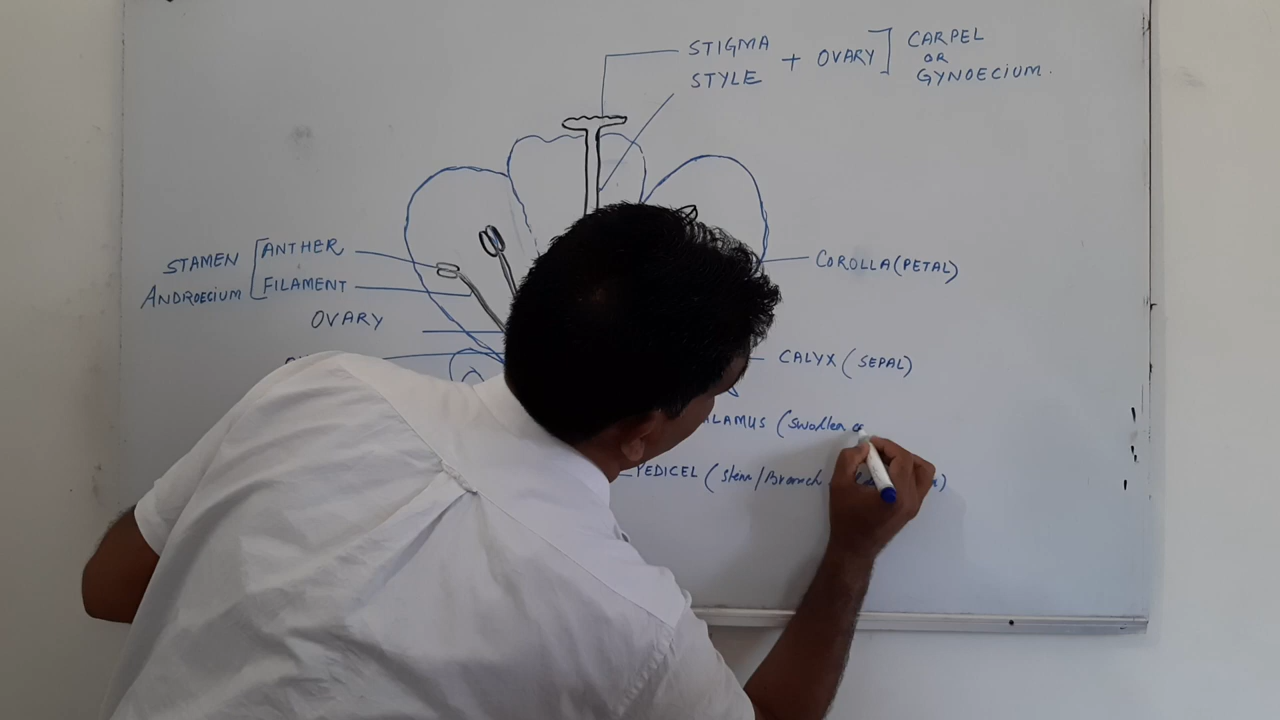 STIGMA
STYLE + OVARY] CARPEL
OR
GYNOECIUM.
STAMEN [ANTHER
ANDROECIUM FILAMENT
OVARY
COROLLA(PETAL)
CALYX (SEPAL)
ALAMUS (Swollen
PEDICEL (Stem/Branch